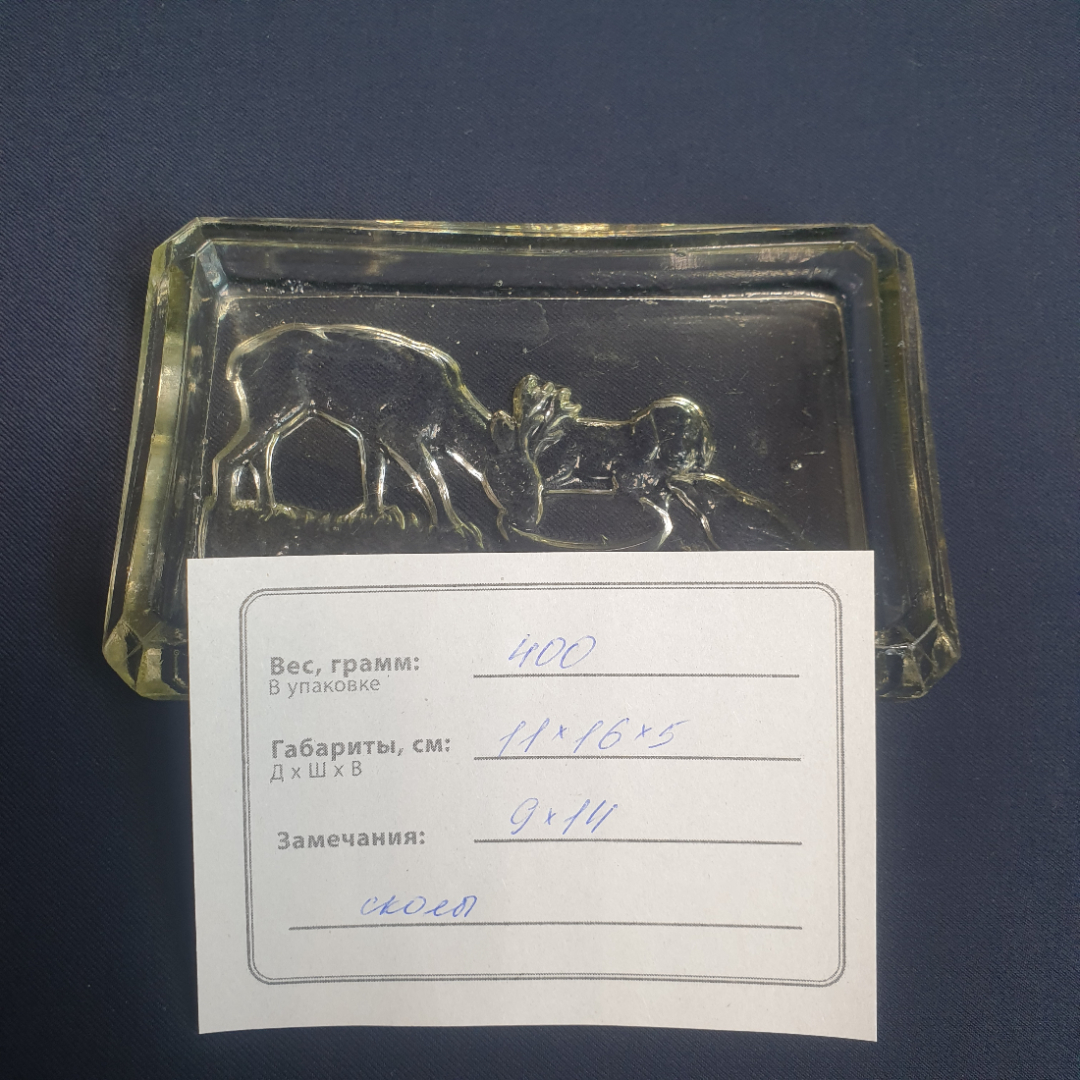 Вес, грамм: 400
В упаковке
Габариты, см: 11×16×5
Д х Ш х В
Замечания: 9×14
сколы